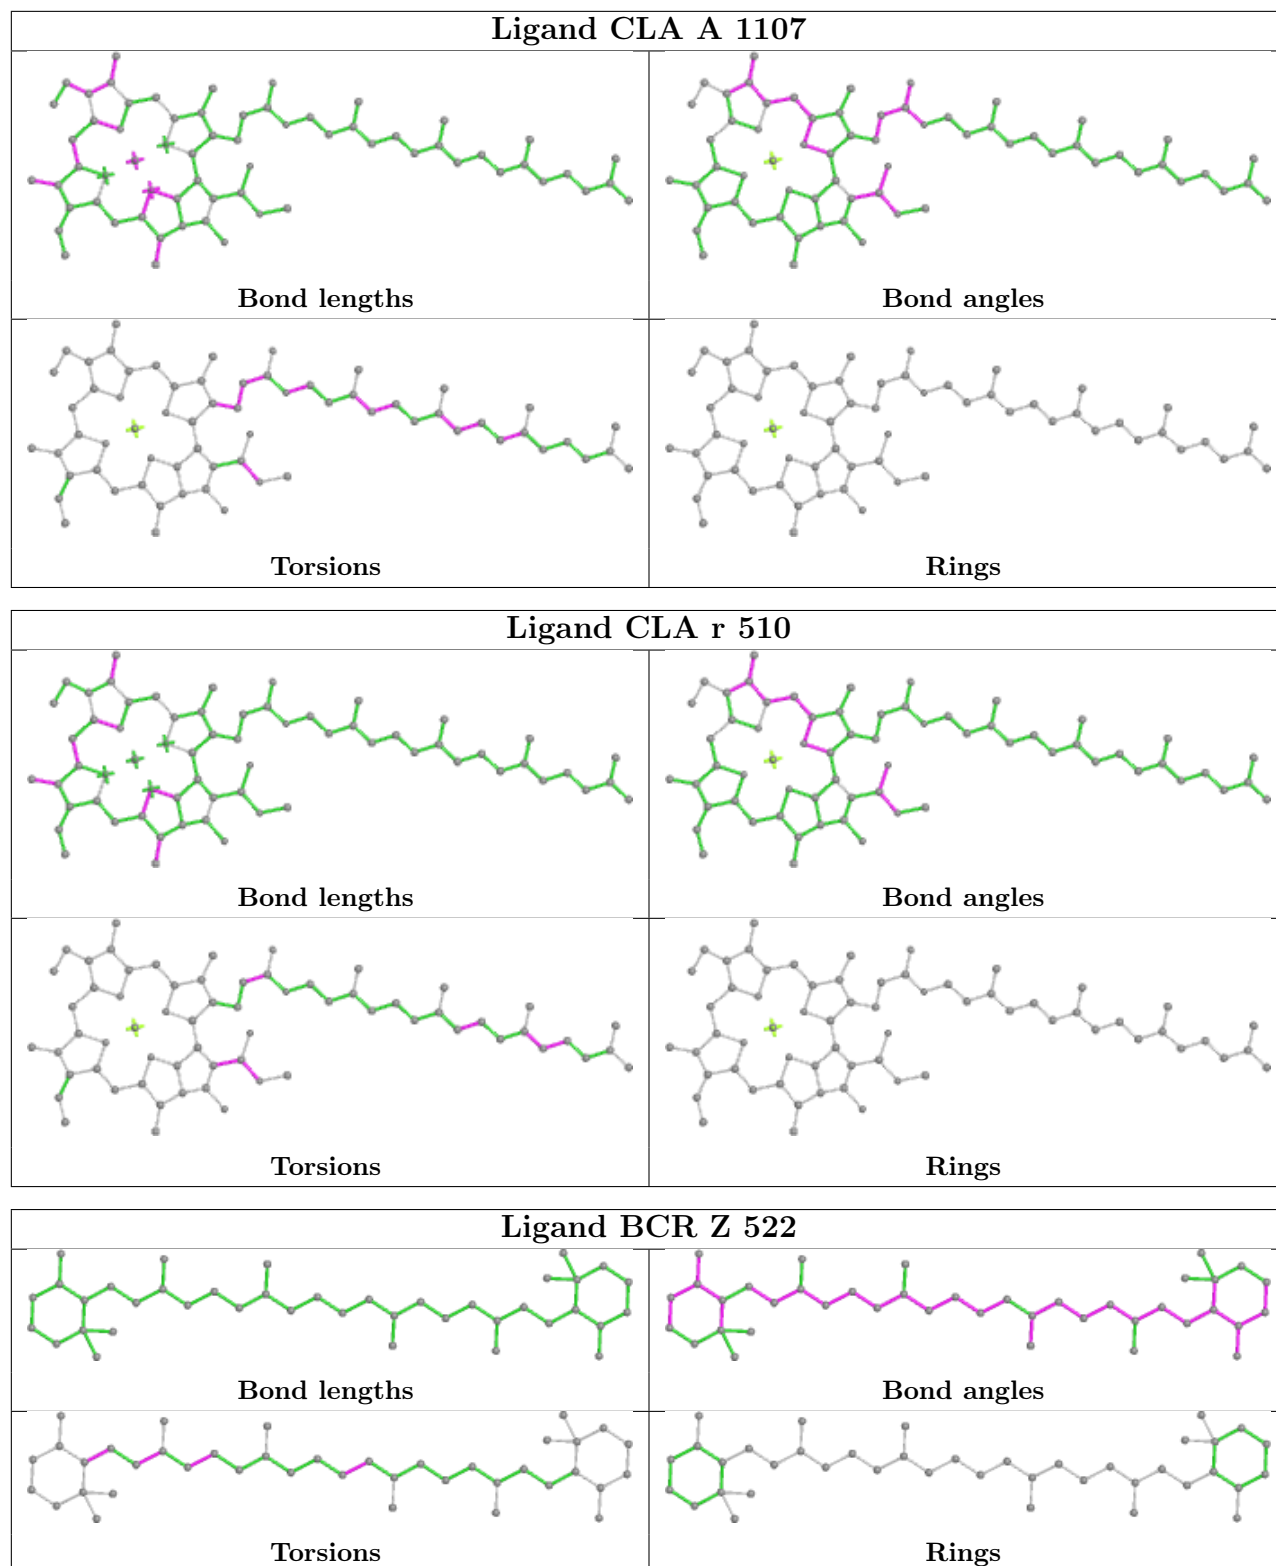 Ligand CLA A 1107
Bond lengths
Bond angles
Torsions
Rings
Ligand CLA r 510
Bond lengths
Bond angles
Torsions
Rings
Ligand BCR Z 522
Bond lengths
Bond angles
Torsions
Rings